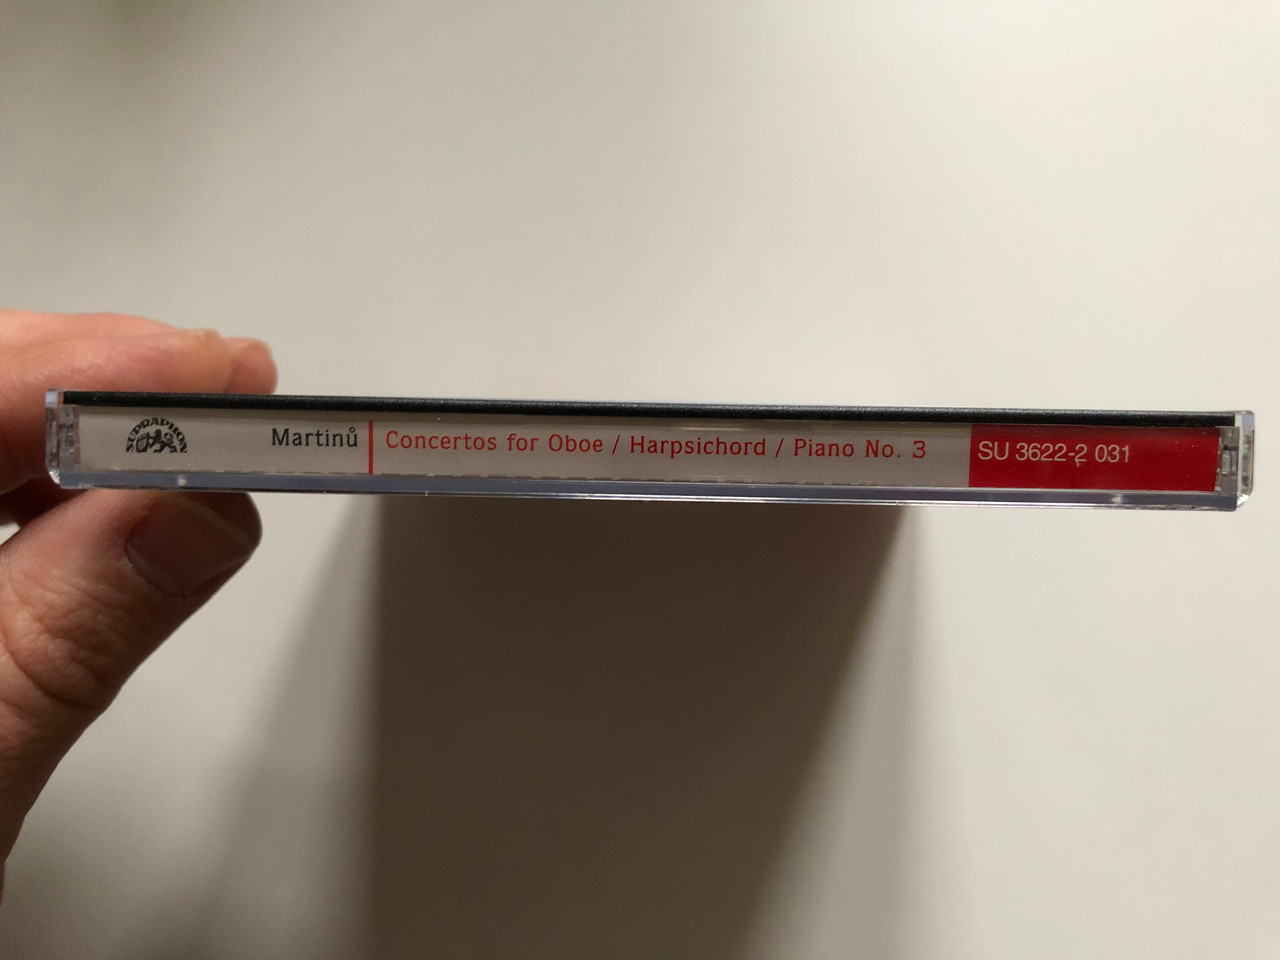 SUPRAPHON
Martinů
Concertos for Oboe / Harpsichord / Piano No. 3
SU 3622-2 031